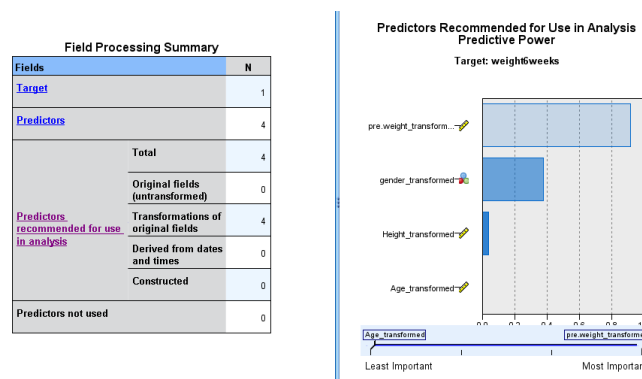 Field Processing Summary
Fields N
Target 1
Predictors 4
Predictors recommended for use in analysis
Total 4
Original fields (untransformed) 0
Transformations of original fields 4
Derived from dates and times 0
Constructed 0
Predictors not used 0
Predictors Recommended for Use in Analysis
Predictive Power
Target: weight6weeks
pre.weight_transform...
gender_transformed
Height_transformed
Age_transformed
0.0 0.2 0.4 0.6 0.8 1
Age_transformed pre.weight_transforme
Least Important Most Importan